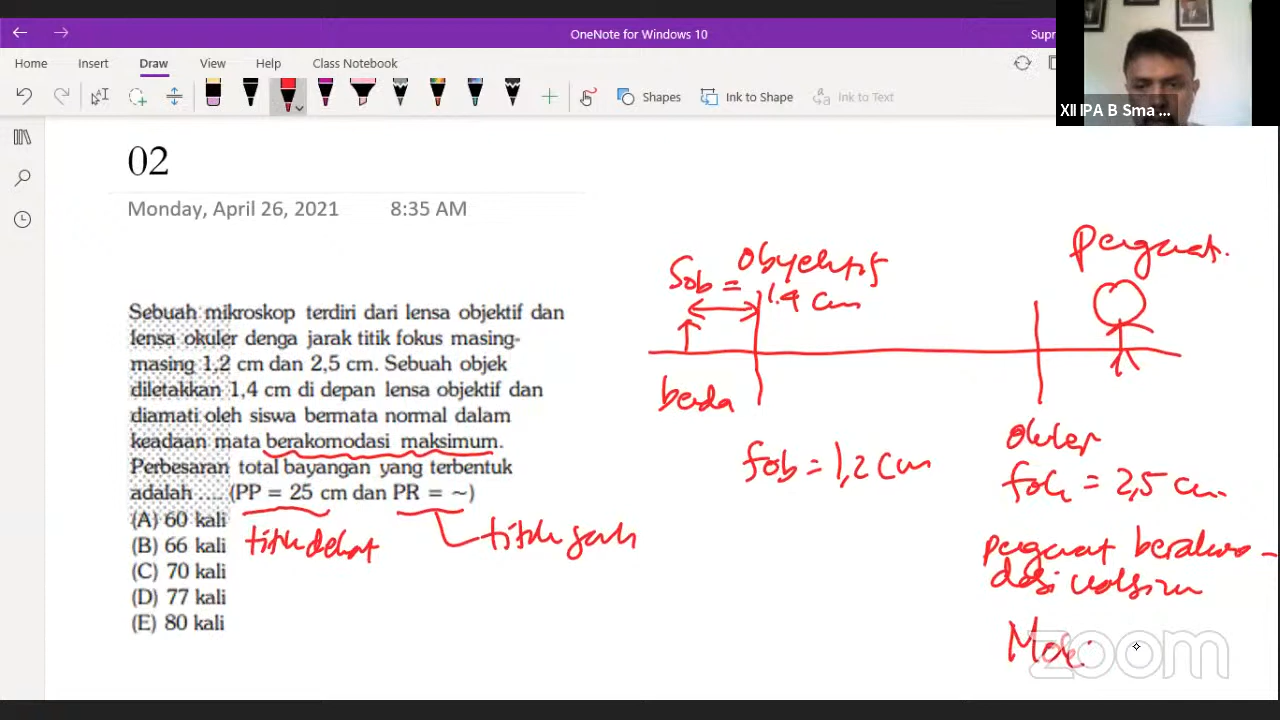 OneNote for Windows 10
Supr
Home Insert Draw View Help Class Notebook
Shapes Ink to Shape Ink to Text
XII IPA B Sma ...
02
Monday, April 26, 2021 8:35 AM
Sebuah mikroskop terdiri dari lensa objektif dan
lensa okuler denga jarak titik fokus masing-
masing 1,2 cm dan 2,5 cm. Sebuah objek
diletakkan 1,4 cm di depan lensa objektif dan
diamati oleh siswa bermata normal dalam
keadaan mata berakomodasi maksimum.
Perbesaran total bayangan yang terbentuk
adalah .... (PP = 25 cm dan PR = ~)
(A) 60 kali
(B) 66 kali
(C) 70 kali
(D) 77 kali
(E) 80 kali
titik dekat
titik jauh
Obyektif
Sob =
1.4 cm
benda
fob = 1,2 cm
pengamat.
Okuler
fok = 2,5 cm
pengamat berakomo-
dasi
Mok:
zoom